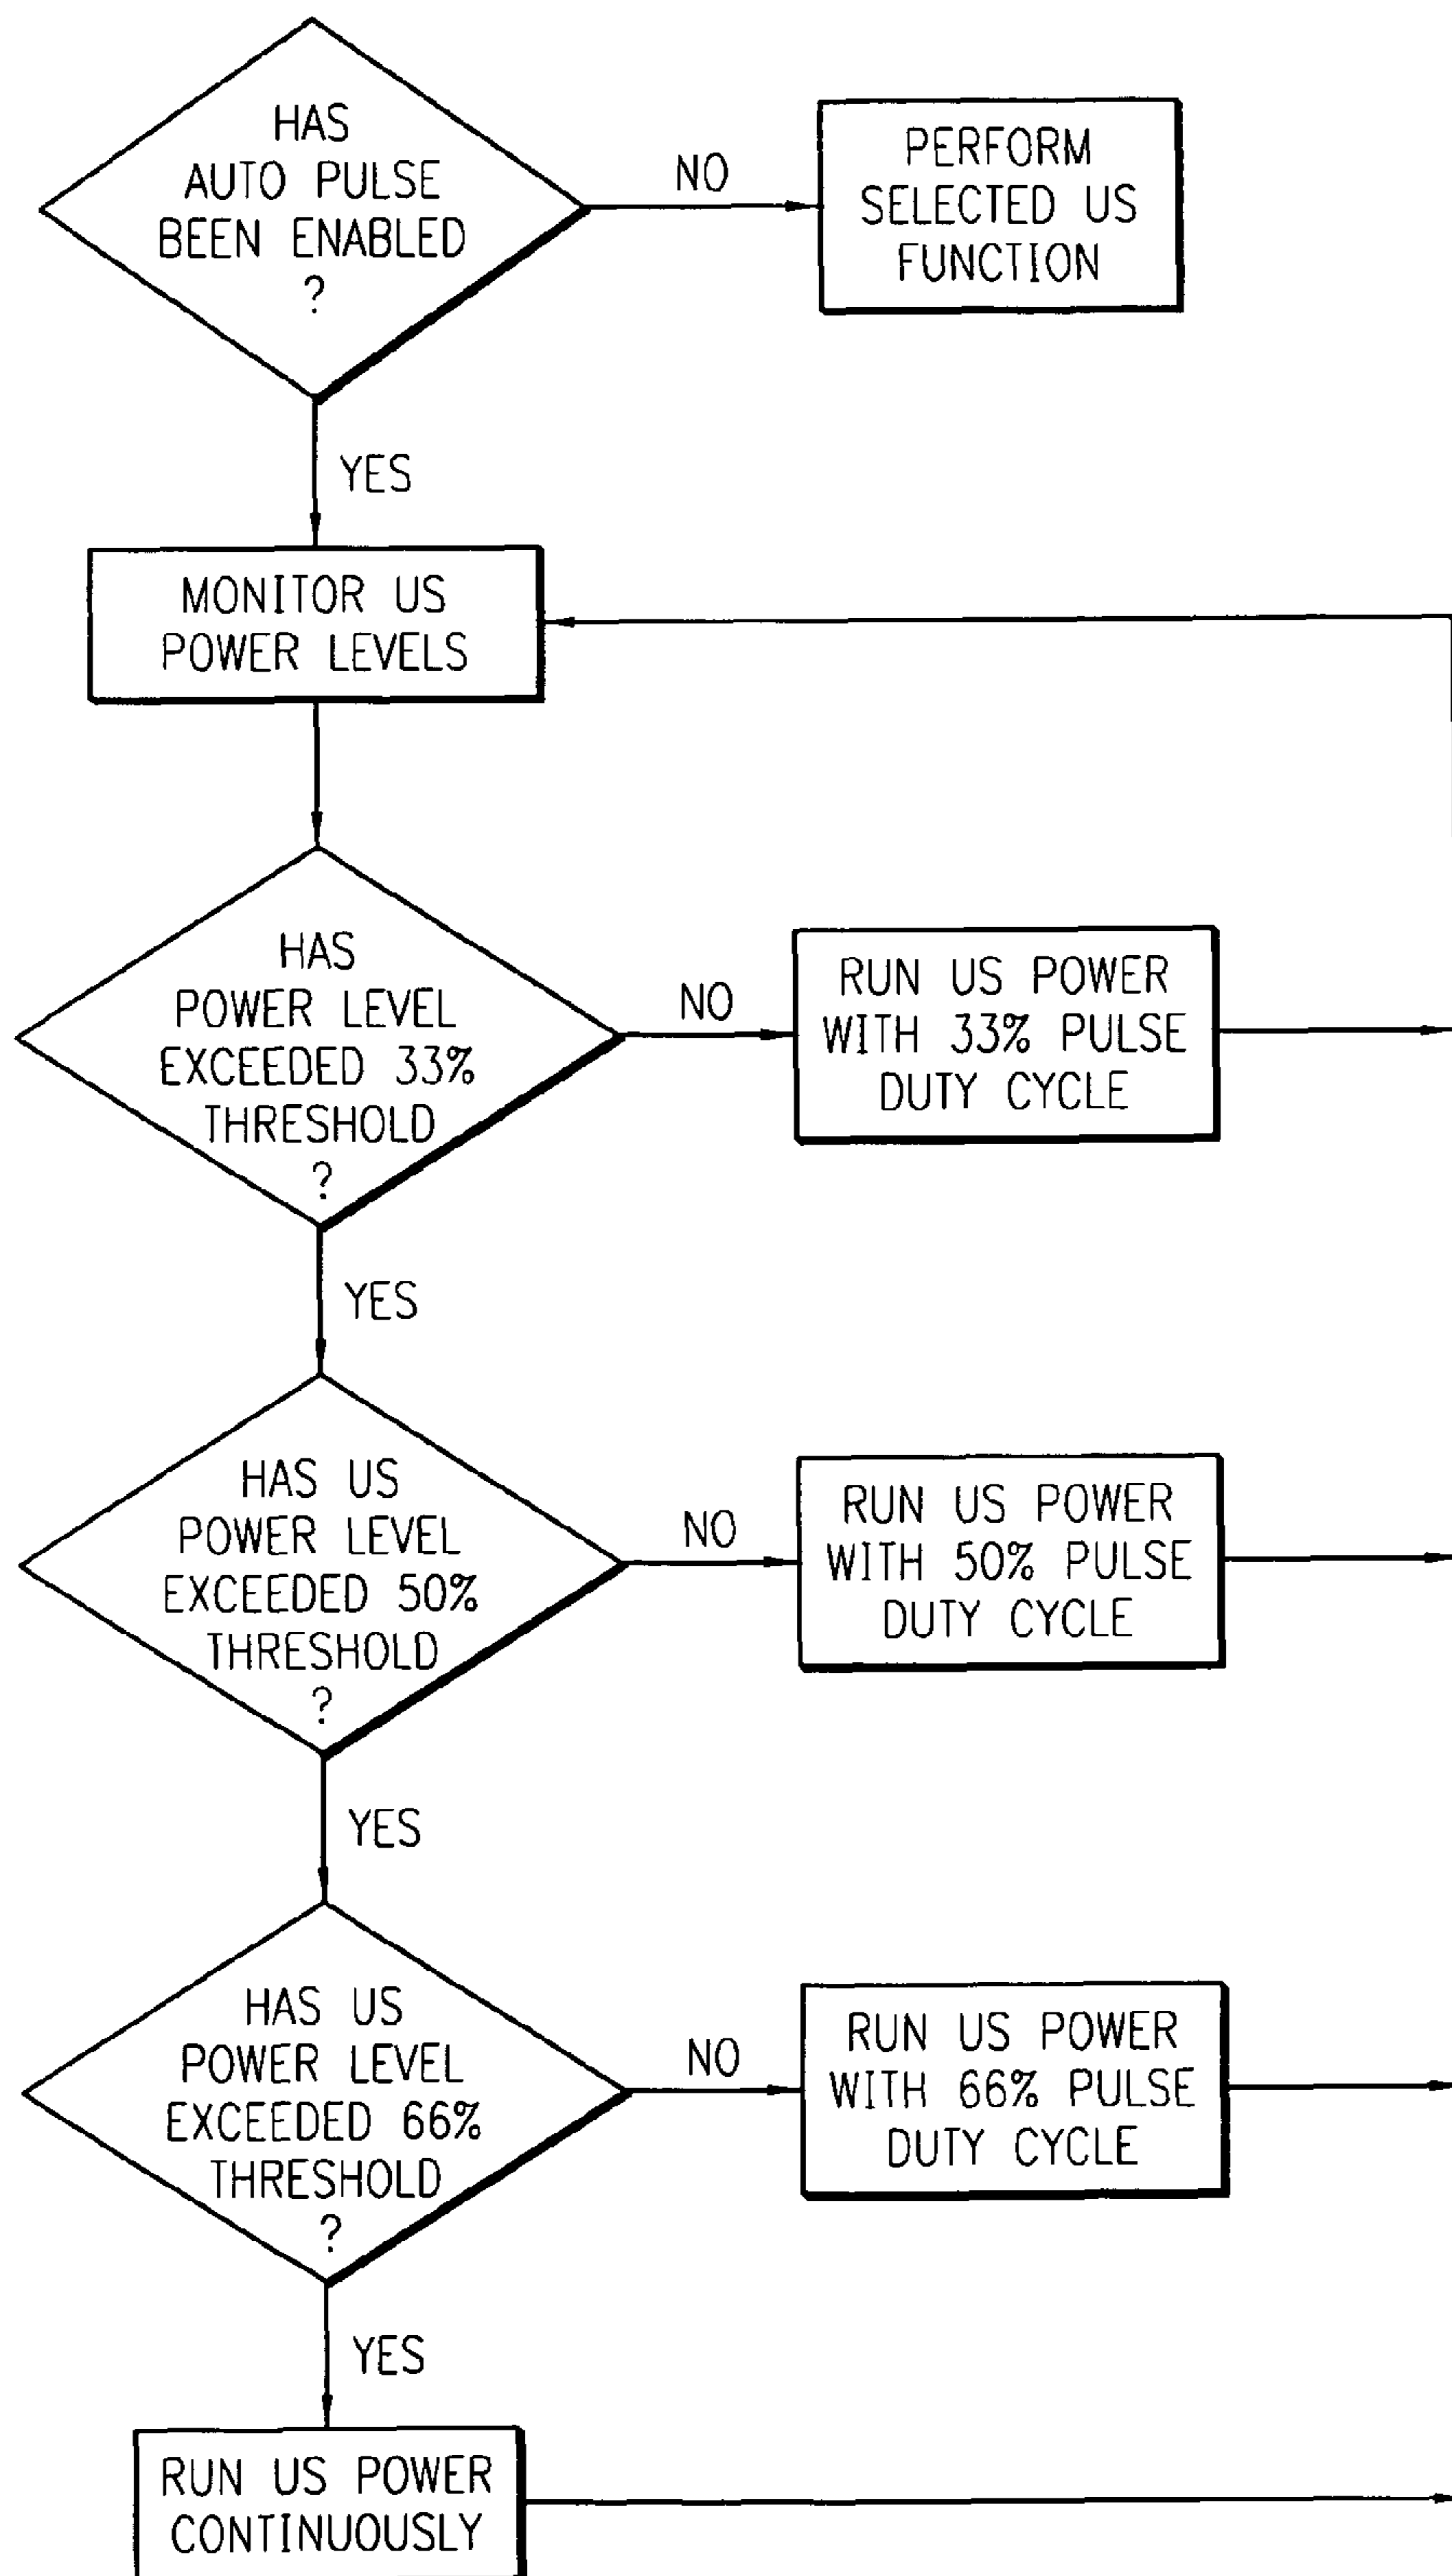 HAS
AUTO PULSE
BEEN ENABLED
?
NO
PERFORM
SELECTED US
FUNCTION
YES
MONITOR US
POWER LEVELS
HAS
POWER LEVEL
EXCEEDED 33%
THRESHOLD
?
NO
RUN US POWER
WITH 33% PULSE
DUTY CYCLE
YES
HAS US
POWER LEVEL
EXCEEDED 50%
THRESHOLD
?
NO
RUN US POWER
WITH 50% PULSE
DUTY CYCLE
YES
HAS US
POWER LEVEL
EXCEEDED 66%
THRESHOLD
?
NO
RUN US POWER
WITH 66% PULSE
DUTY CYCLE
YES
RUN US POWER
CONTINUOUSLY